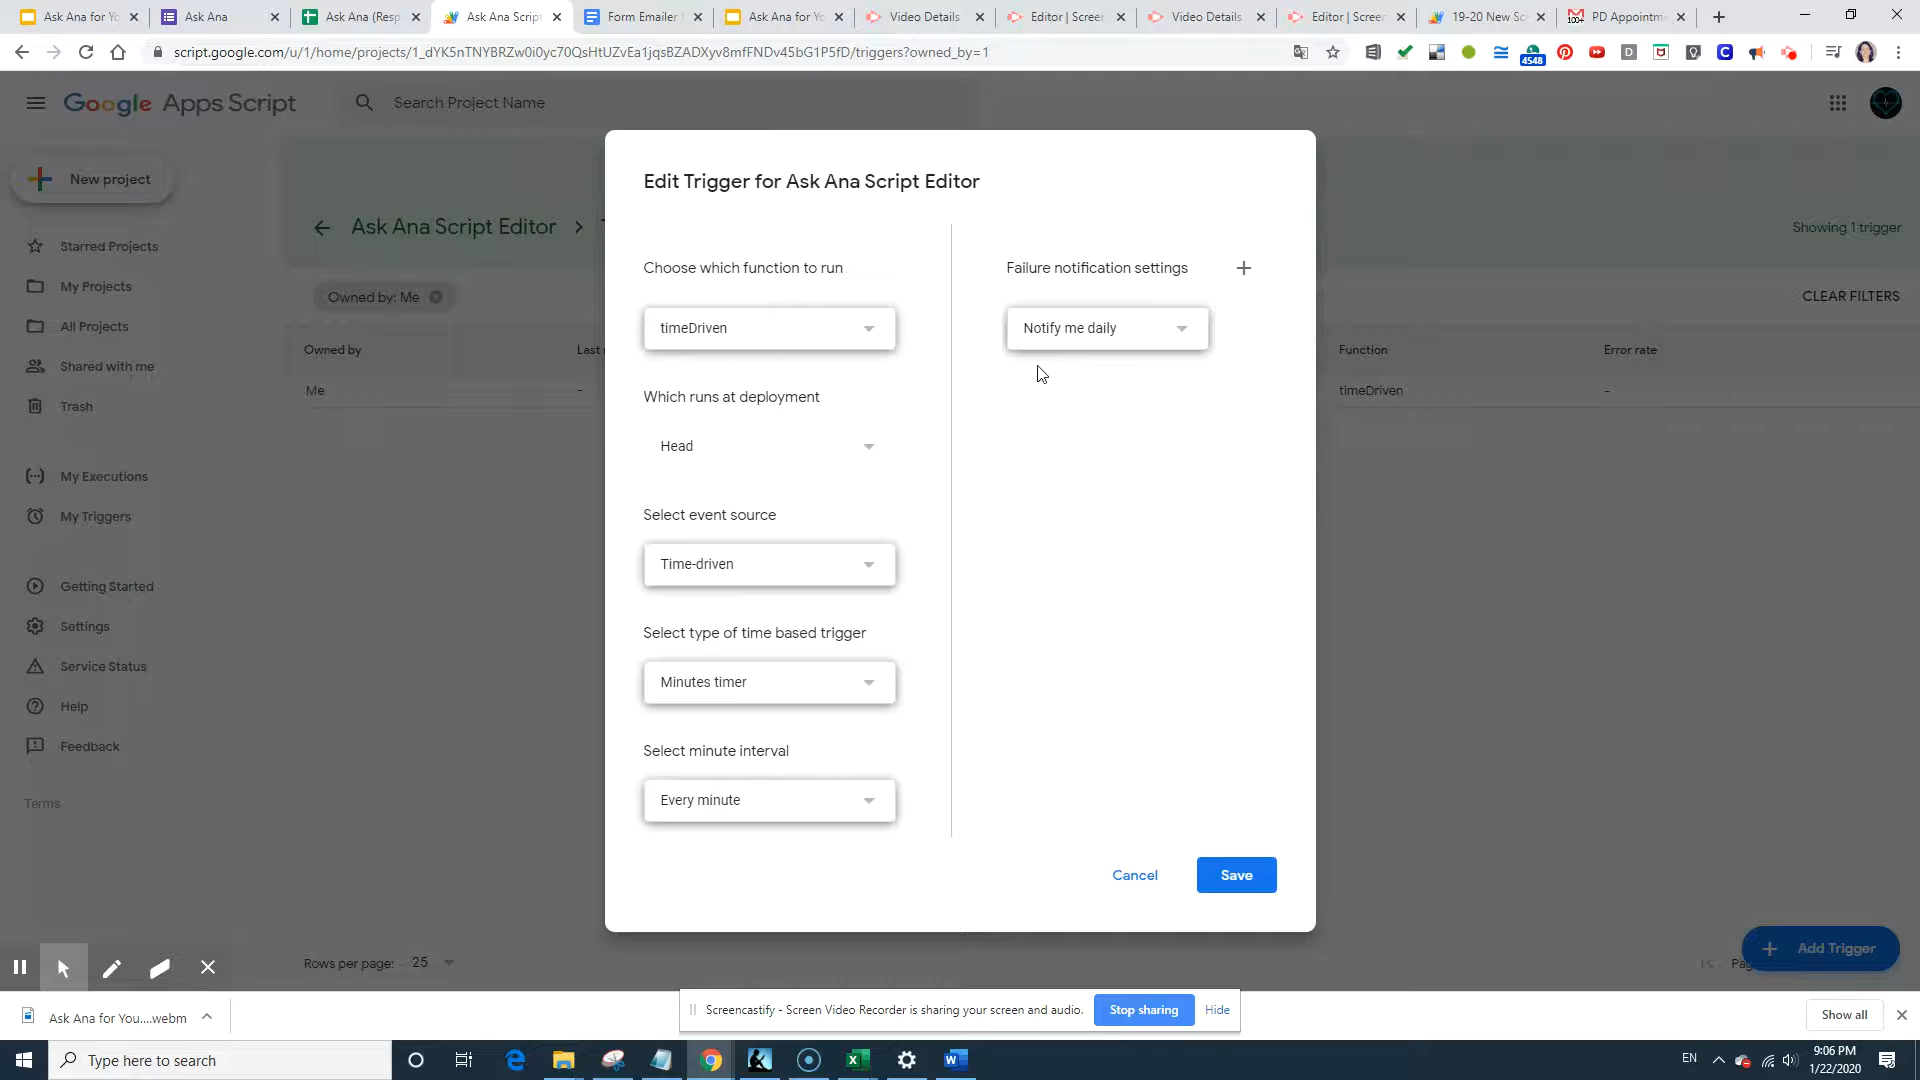 Ask Ana for Yo
Ask Ana
Ask Ana (Resp
Ask Ana Script
Form Emailer
Ask Ana for Yo
Video Details
Editor | Screen
Video Details
Editor | Screen
19-20 New Sc
PD Appointme
script.google.com/u/1/home/projects/1_dYK5nTNYBRZw0i0yc70QsHtUZvEa1jqsBZADXyv8mfFNDv45bG1P5fD/triggers?owned_by=1
4548
Google Apps Script
Search Project Name
New project
Starred Projects
My Projects
All Projects
Shared with me
Trash
My Executions
My Triggers
Getting Started
Settings
Service Status
Help
Feedback
Terms
Ask Ana Script Editor
Showing 1 trigger
Owned by: Me
CLEAR FILTERS
Owned by
Last
Function
Error rate
Me
-
timeDriven
-
Edit Trigger for Ask Ana Script Editor
Choose which function to run
timeDriven
Which runs at deployment
Head
Select event source
Time-driven
Select type of time based trigger
Minutes timer
Select minute interval
Every minute
Failure notification settings
Notify me daily
Cancel
Save
Rows per page: 25
Add Trigger
Ask Ana for You....webm
Screencastify - Screen Video Recorder is sharing your screen and audio.
Stop sharing
Hide
Show all
Type here to search
EN
9:06 PM
1/22/2020